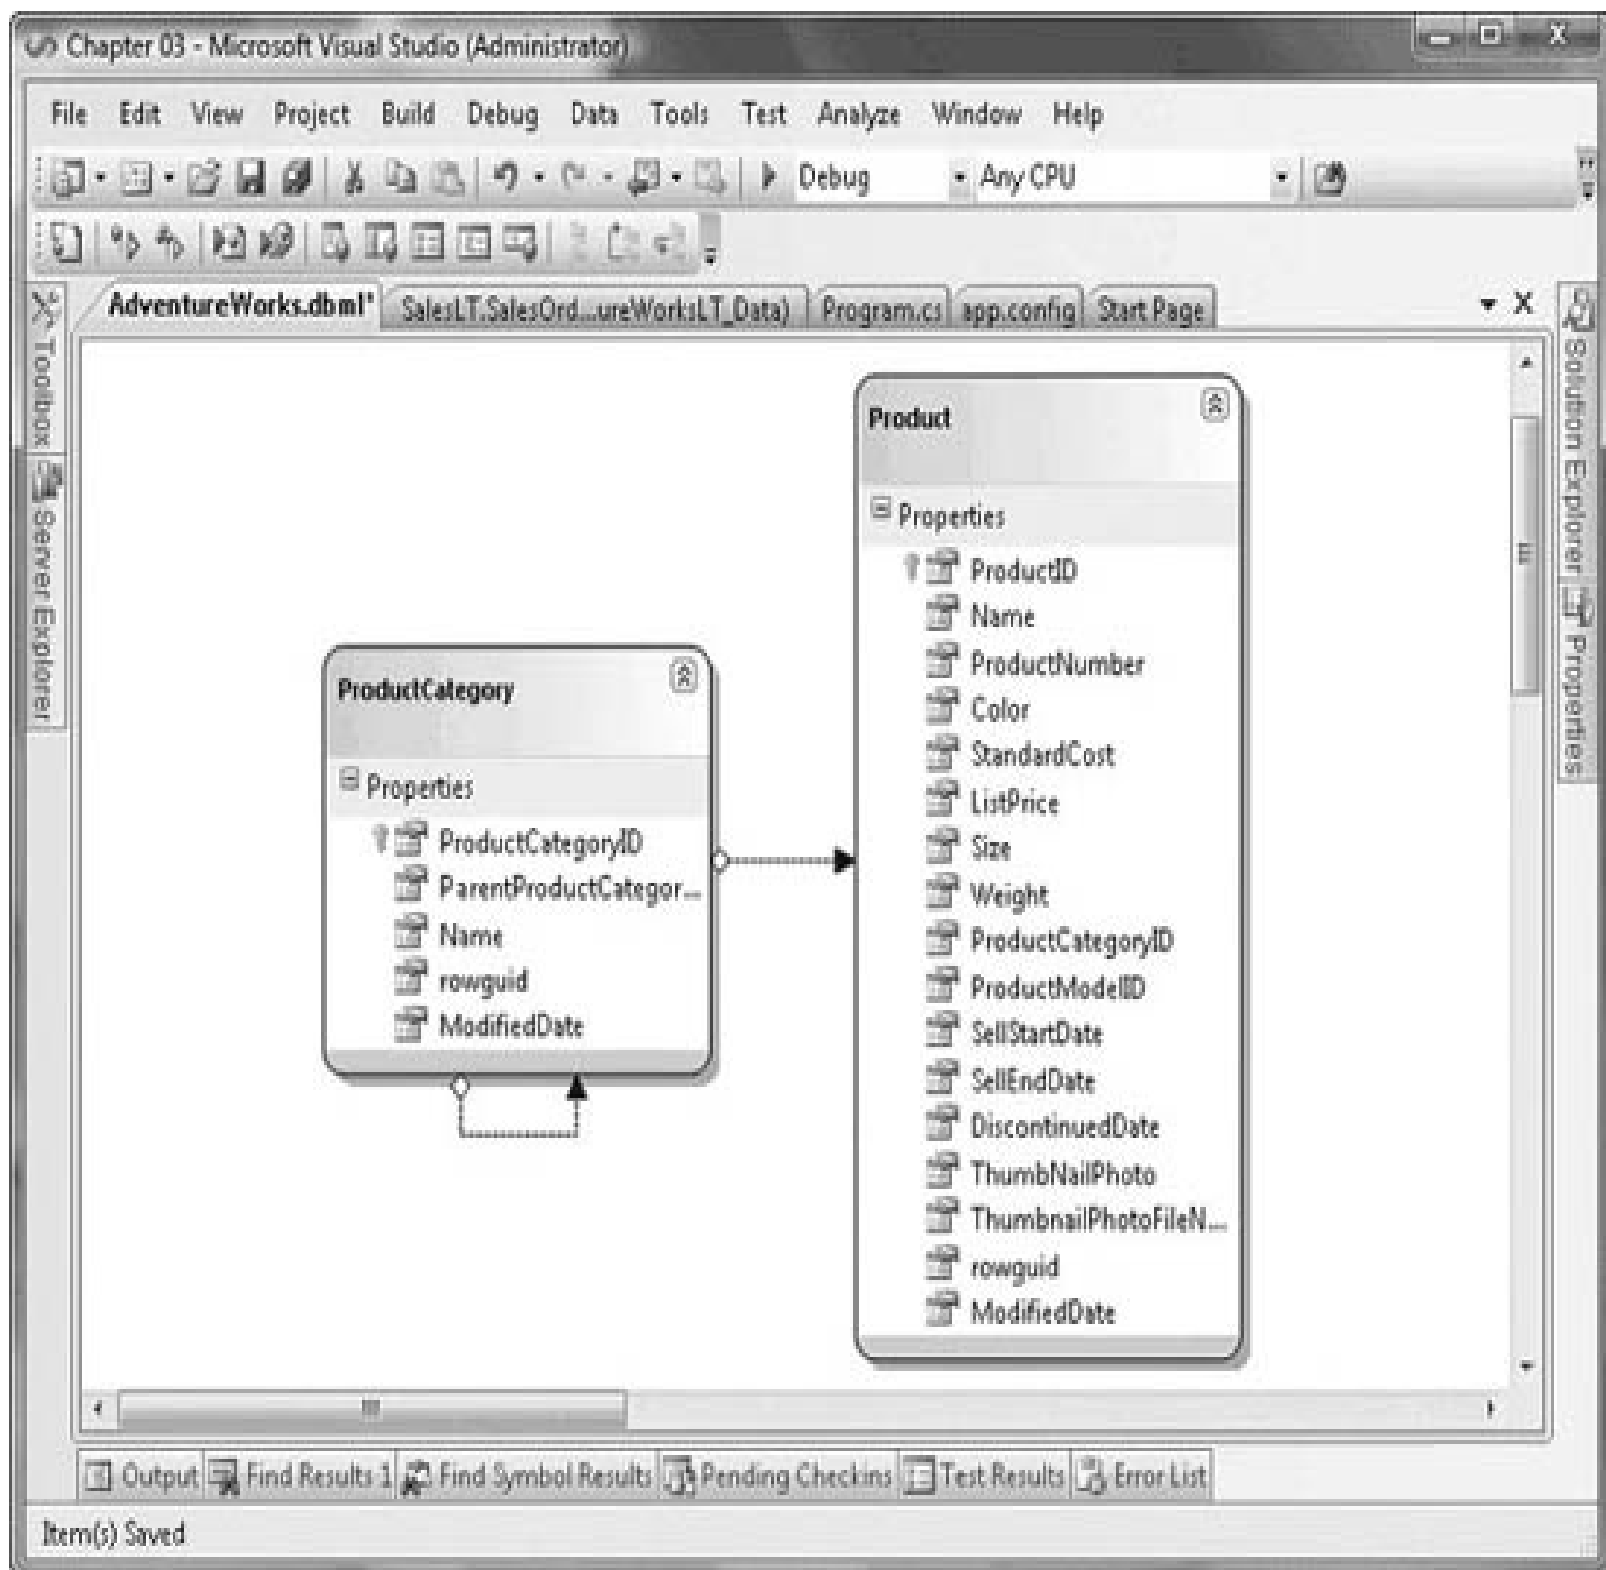 Chapter 03 - Microsoft Visual Studio (Administrator)
File Edit View Project Build Debug Data Tools Test Analyze Window Help
Debug Any CPU
AdventureWorks.dbml* SalesLT.SalesOrd...ureWorksLT_Data) Program.cs app.config Start Page
Toolbox
Server Explorer
ProductCategory
Properties
ProductCategoryID
ParentProductCategor...
Name
rowguid
ModifiedDate
Product
Properties
ProductID
Name
ProductNumber
Color
StandardCost
ListPrice
Size
Weight
ProductCategoryID
ProductModelID
SellStartDate
SellEndDate
DiscontinuedDate
ThumbNailPhoto
ThumbnailPhotoFileN...
rowguid
ModifiedDate
Solution Explorer
Properties
Output Find Results 1 Find Symbol Results Pending Checkins Test Results Error List
Item(s) Saved